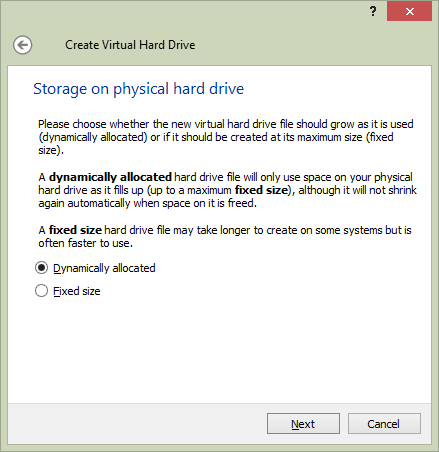 ?
Create Virtual Hard Drive
Storage on physical hard drive
Please choose whether the new virtual hard drive file should grow as it is used
(dynamically allocated) or if it should be created at its maximum size (fixed
size).
A dynamically allocated hard drive file will only use space on your physical
hard drive as it fills up (up to a maximum fixed size), although it will not shrink
again automatically when space on it is freed.
A fixed size hard drive file may take longer to create on some systems but is
often faster to use.
Dynamically allocated
Fixed size
Next Cancel